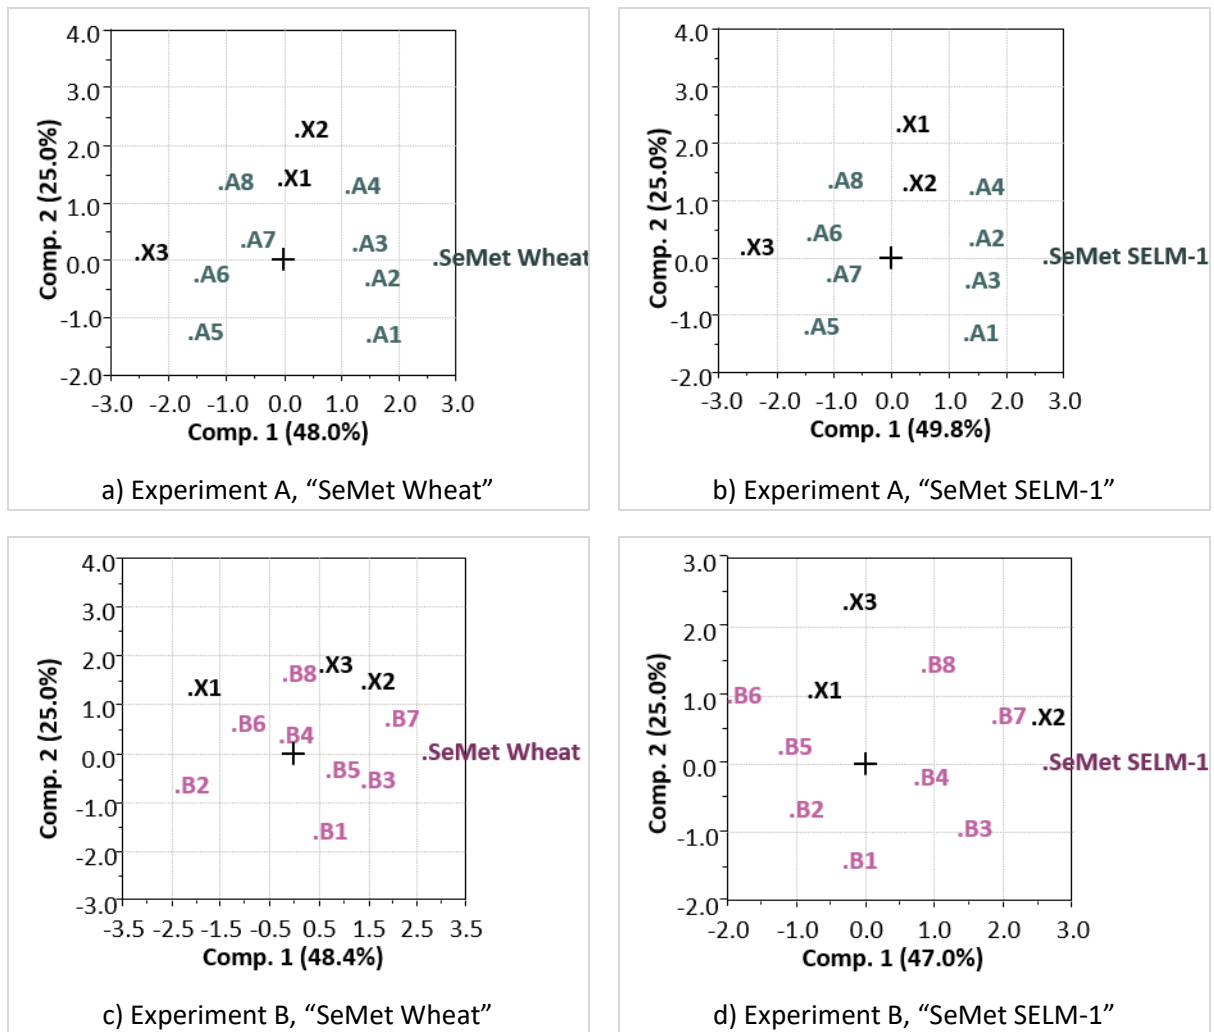 4.0
3.0
2.0
1.0
0.0
-1.0
-2.0
Comp. 2 (25.0%)
.X2
.A8
.X1
.A4
.A7
.A3
.X3
.SeMet Wheat
.A6
.A2
.A5
.A1
-3.0 -2.0 -1.0 0.0 1.0 2.0 3.0
Comp. 1 (48.0%)
a) Experiment A, “SeMet Wheat”
4.0
3.0
2.0
1.0
0.0
-1.0
-2.0
Comp. 2 (25.0%)
.X1
.A8
.X2
.A4
.A6
.A2
.X3
.SeMet SELM-1
.A7
.A3
.A5
.A1
-3.0 -2.0 -1.0 0.0 1.0 2.0 3.0
Comp. 1 (49.8%)
b) Experiment A, “SeMet SELM-1”
4.0
3.0
2.0
1.0
0.0
-1.0
-2.0
-3.0
Comp. 2 (25.0%)
.X3
.B8
.X2
.X1
.B7
.B6
.B4
.SeMet Wheat
.B5
.B3
.B2
.B1
-3.5 -2.5 -1.5 -0.5 0.5 1.5 2.5 3.5
Comp. 1 (48.4%)
c) Experiment B, “SeMet Wheat”
3.0
2.0
1.0
0.0
-1.0
-2.0
Comp. 2 (25.0%)
.X3
.B8
.X1
.B6
.B7
.X2
.B5
.SeMet SELM-1
.B4
.B2
.B3
.B1
-2.0 -1.0 0.0 1.0 2.0 3.0
Comp. 1 (47.0%)
d) Experiment B, “SeMet SELM-1”